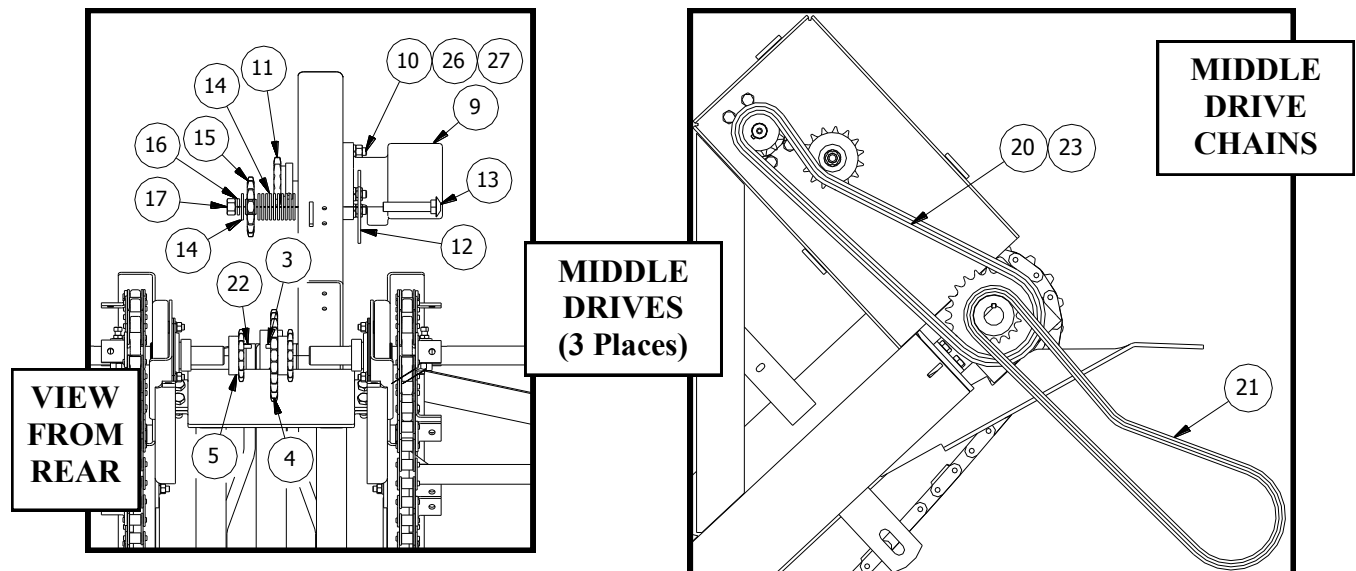 11
10
26
27
14
9
15
16
13
17
14
12
3
22
5
4
VIEW
FROM
REAR
MIDDLE
DRIVES
(3 Places)
MIDDLE
DRIVE
CHAINS
20
23
21